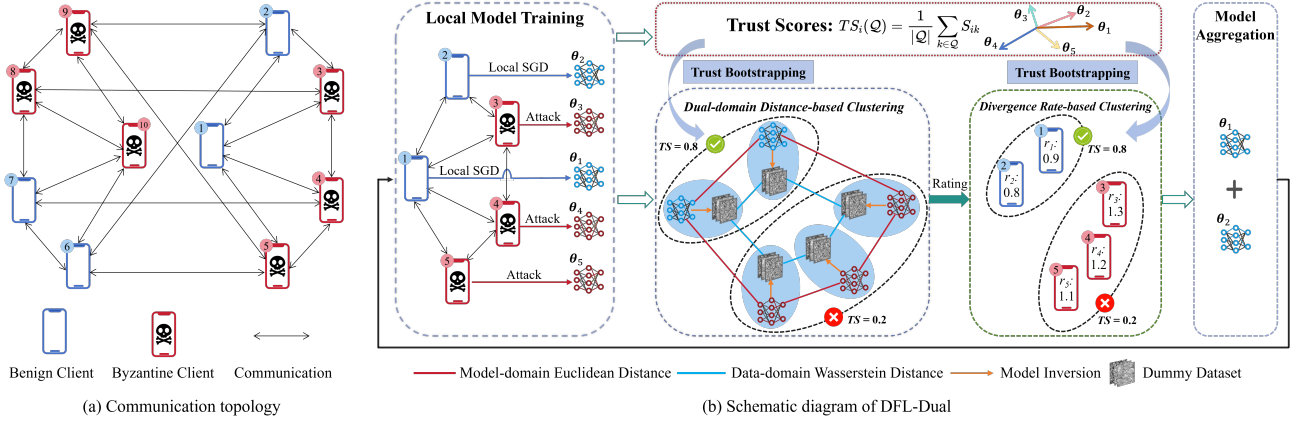 9
2
8
3
10
1
7
4
6
5
Benign Client
Byzantine Client
Communication
(a) Communication topology
Local Model Training
2
Local SGD
θ2
3
Attack
θ3
1
Local SGD
θ1
4
Attack
θ4
5
Attack
θ5
Trust Scores: TS_i(Q) = 1/|Q| ∑_{k∈Q} S_{ik}
θ3
θ2
θ1
θ4
θ5
Trust Bootstrapping
Trust Bootstrapping
Dual-domain Distance-based Clustering
TS = 0.8
TS = 0.2
Rating
Divergence Rate-based Clustering
1
r1:
0.9
TS = 0.8
2
r2:
0.8
3
r3:
1.3
4
r4:
1.2
5
r5:
1.1
TS = 0.2
Model
Aggregation
θ1
+
θ2
Model-domain Euclidean Distance
Data-domain Wasserstein Distance
Model Inversion
Dummy Dataset
(b) Schematic diagram of DFL-Dual